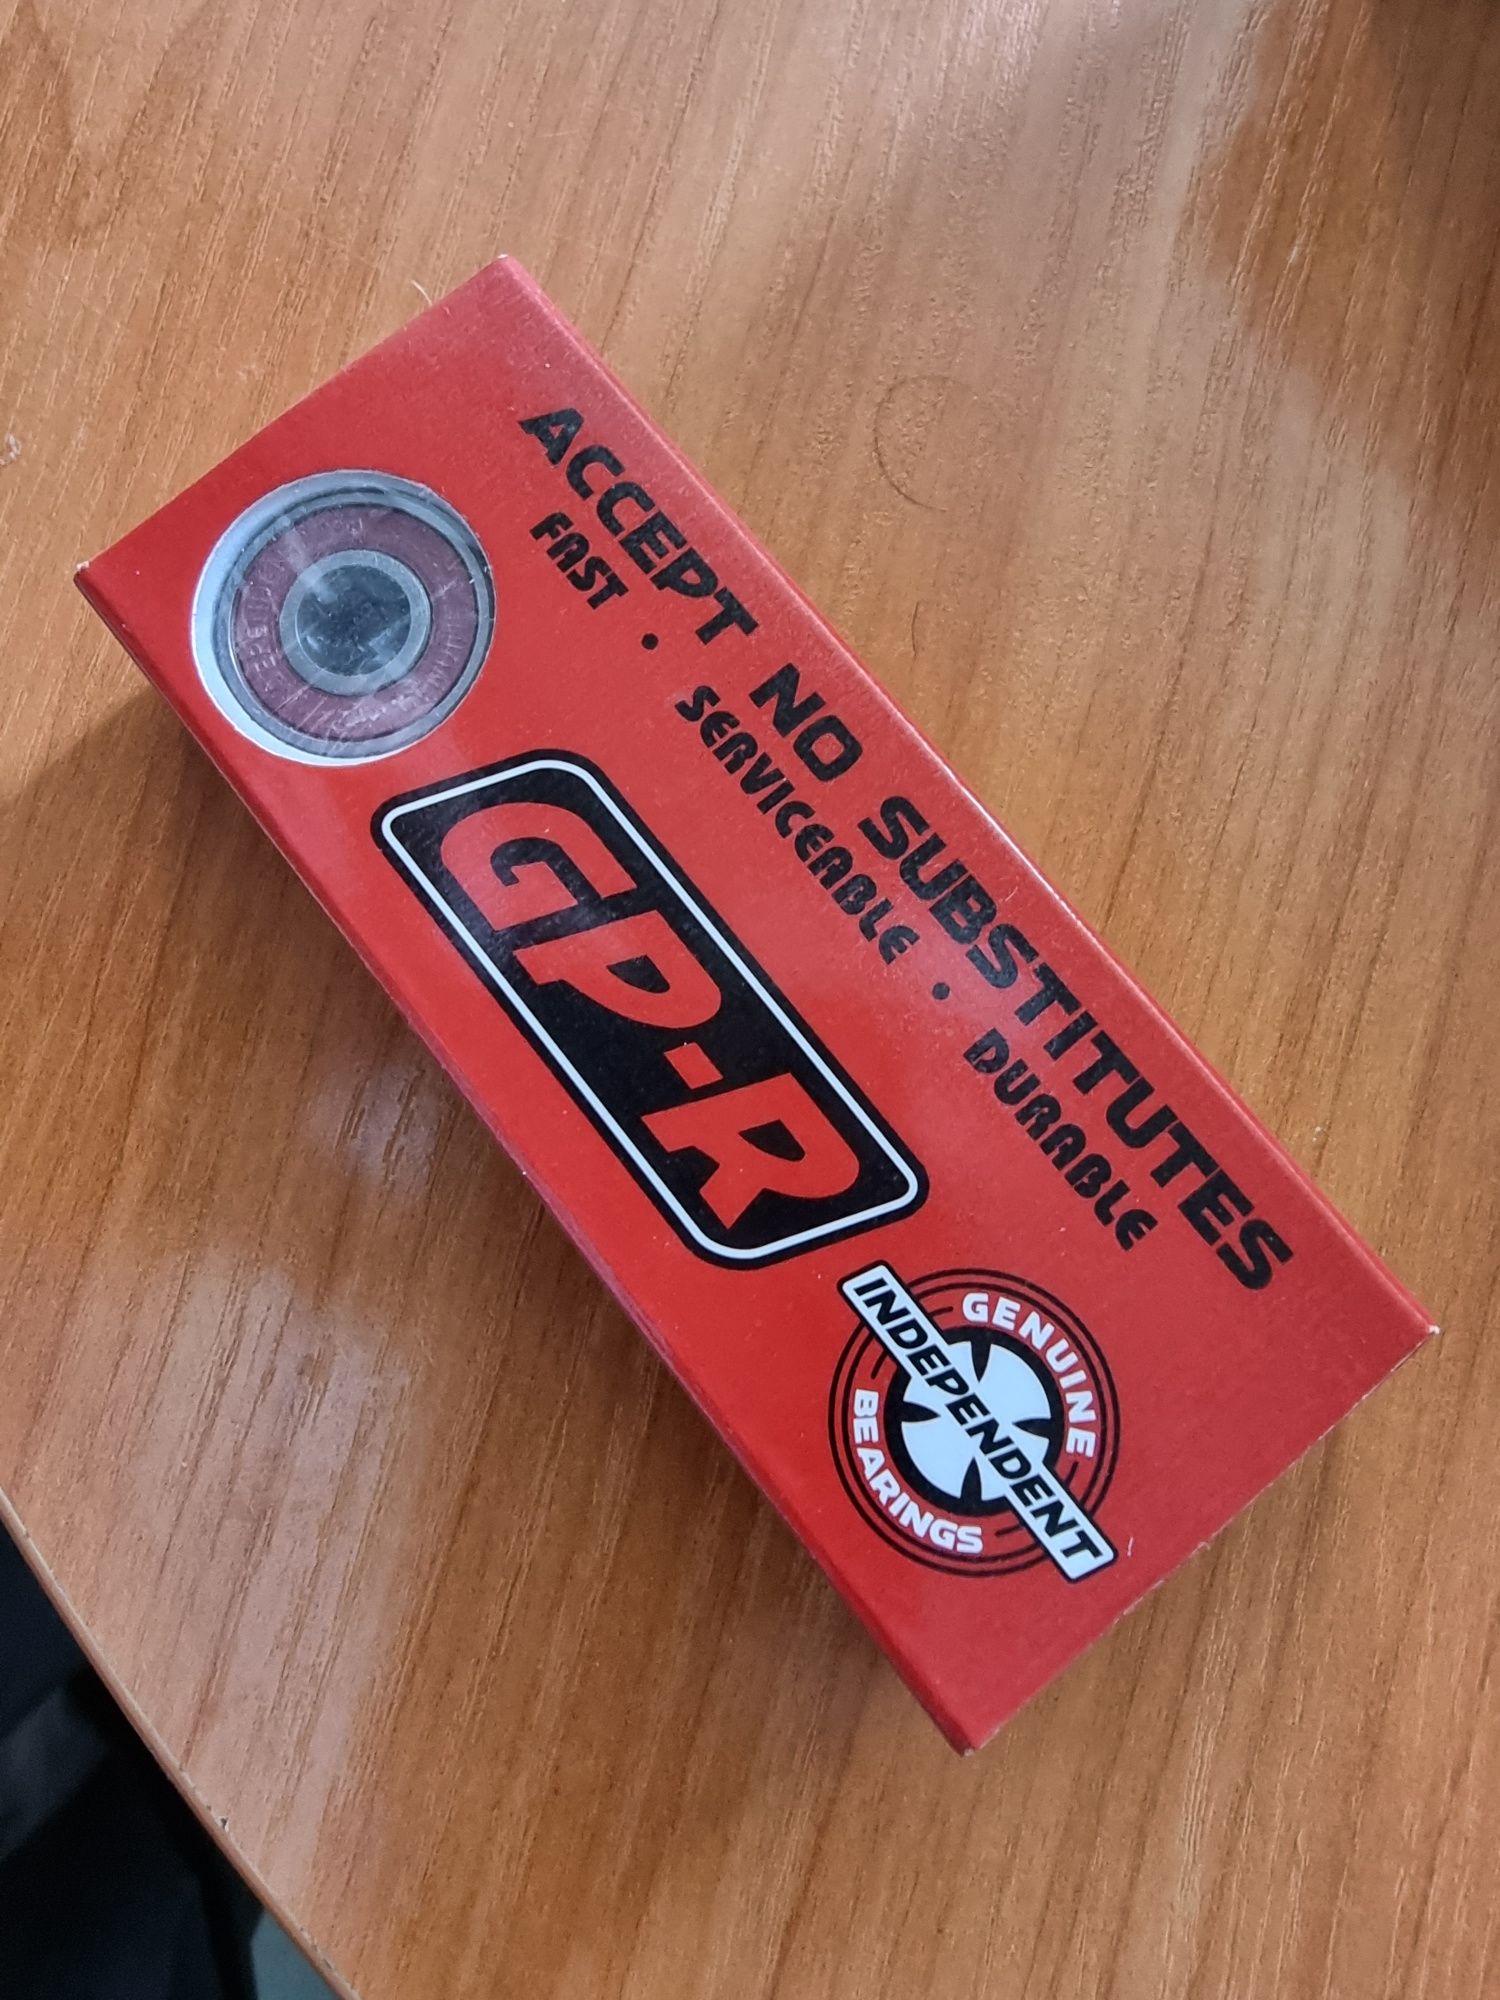 ACCEPT NO SUBSTITUTES
FAST · SERVICEABLE · DURABLE
GP-R
GENUINE
INDEPENDENT
BEARINGS